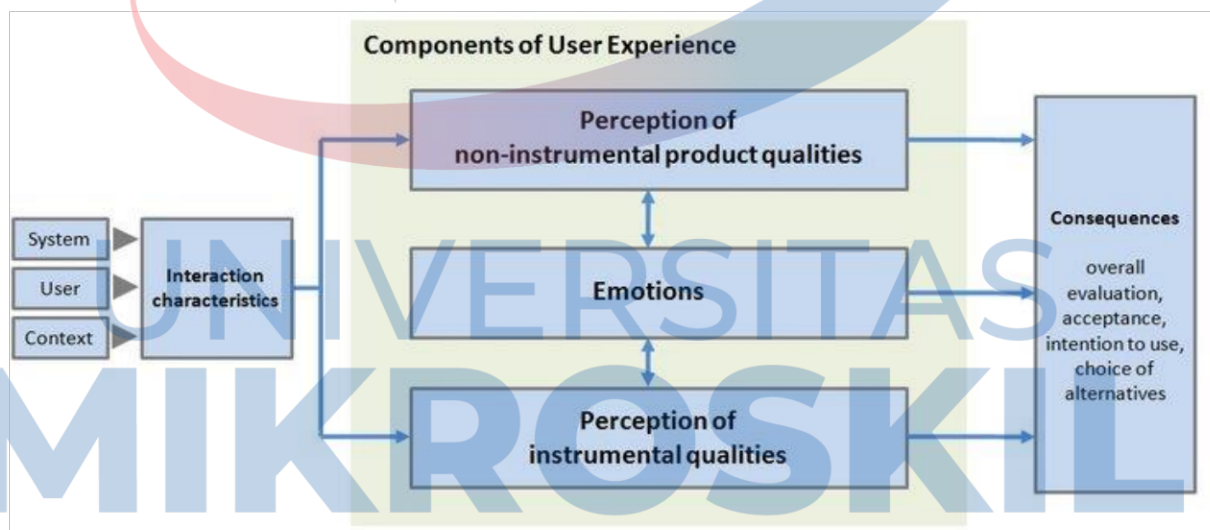 Components of User Experience
Perception of
non-instrumental product qualities
System
User
Context
Interaction
characteristics
Emotions
Perception of
instrumental qualities
Consequences
overall
evaluation,
acceptance,
intention to use,
choice of
alternatives
UNIVERSITAS
MIKROSKIL